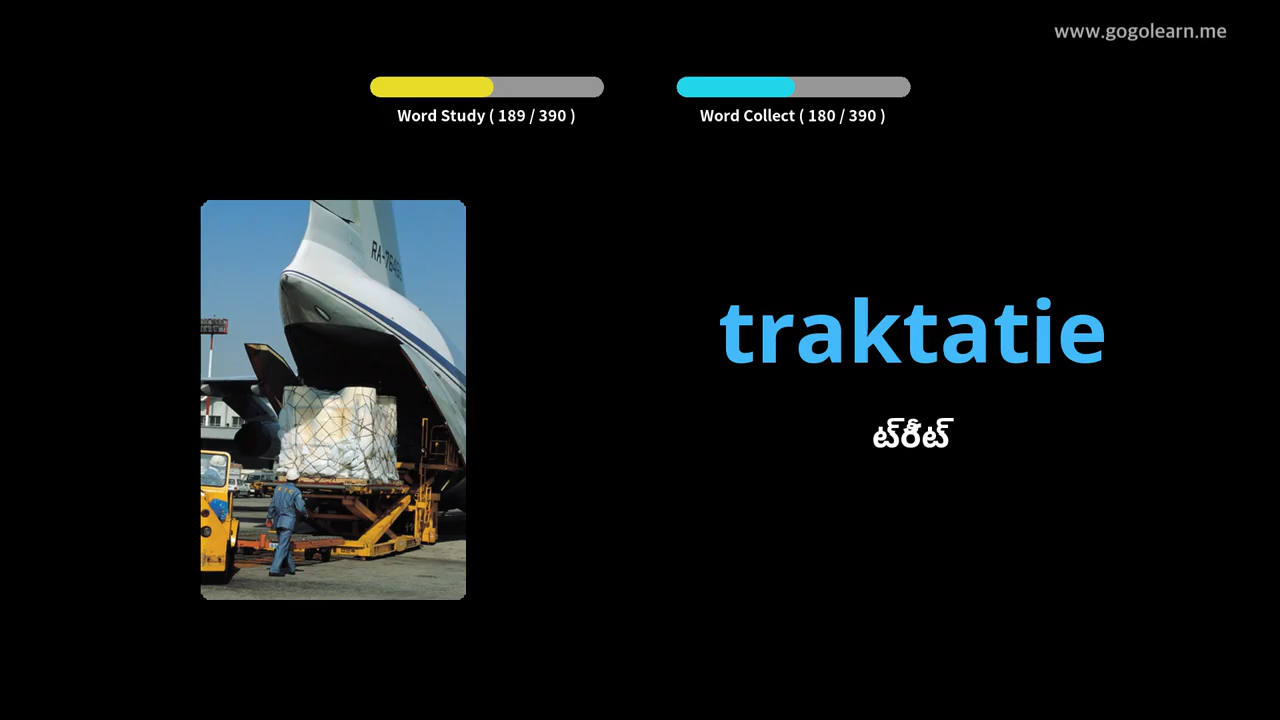 www.gogolearn.me
Word Study ( 189 / 390 )
Word Collect ( 180 / 390 )
traktatie
ట్రీట్